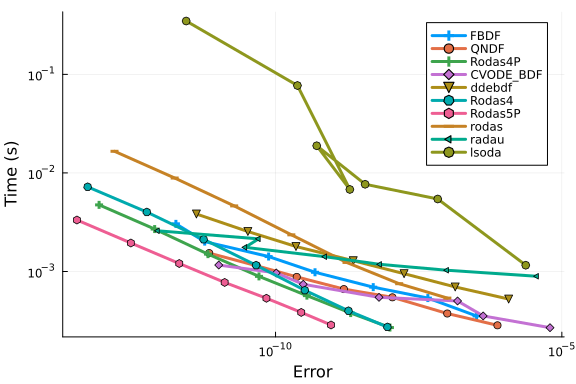 FBDF
QNDF
Rodas4P
CVODE_BDF
ddebdf
Rodas4
Rodas5P
rodas
radau
lsoda
10⁻¹
10⁻²
10⁻³
Time (s)
10⁻¹⁰
10⁻⁵
Error